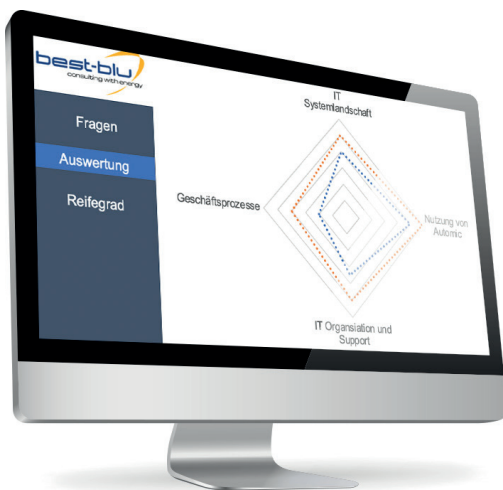 best-blu
consulting with energy
Fragen
Auswertung
Reifegrad
IT
Systemlandschaft
Geschäftsprozesse
Nutzung von
Automic
IT Organsiation und
Support